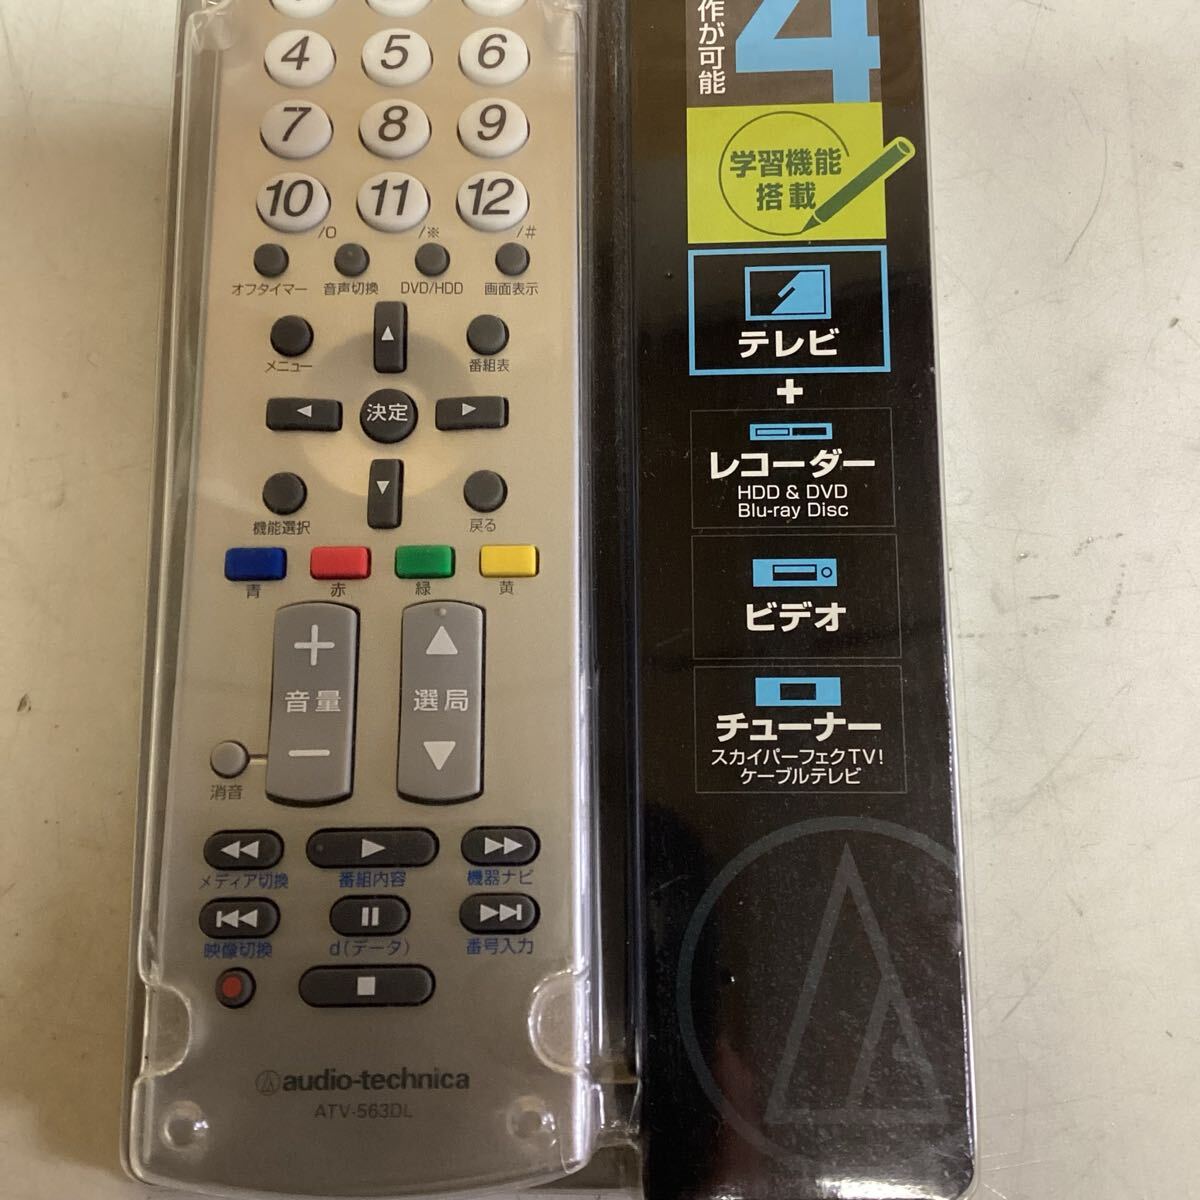 4 5 6
7 8 9
10 11 12
/0 /※ /#
オフタイマー 音声切換 DVD/HDD 画面表示
メニュー 番組表
決定
機能選択 戻る
青 赤 緑 黄
音量 選局
消音
メディア切換 番組内容 機器ナビ
映像切換 d(データ) 番号入力
audio-technica
ATV-563DL
作が可能
4
学習機能
搭載
テレビ
+
レコーダー
HDD & DVD
Blu-ray Disc
ビデオ
チューナー
スカイパーフェクTV!
ケーブルテレビ